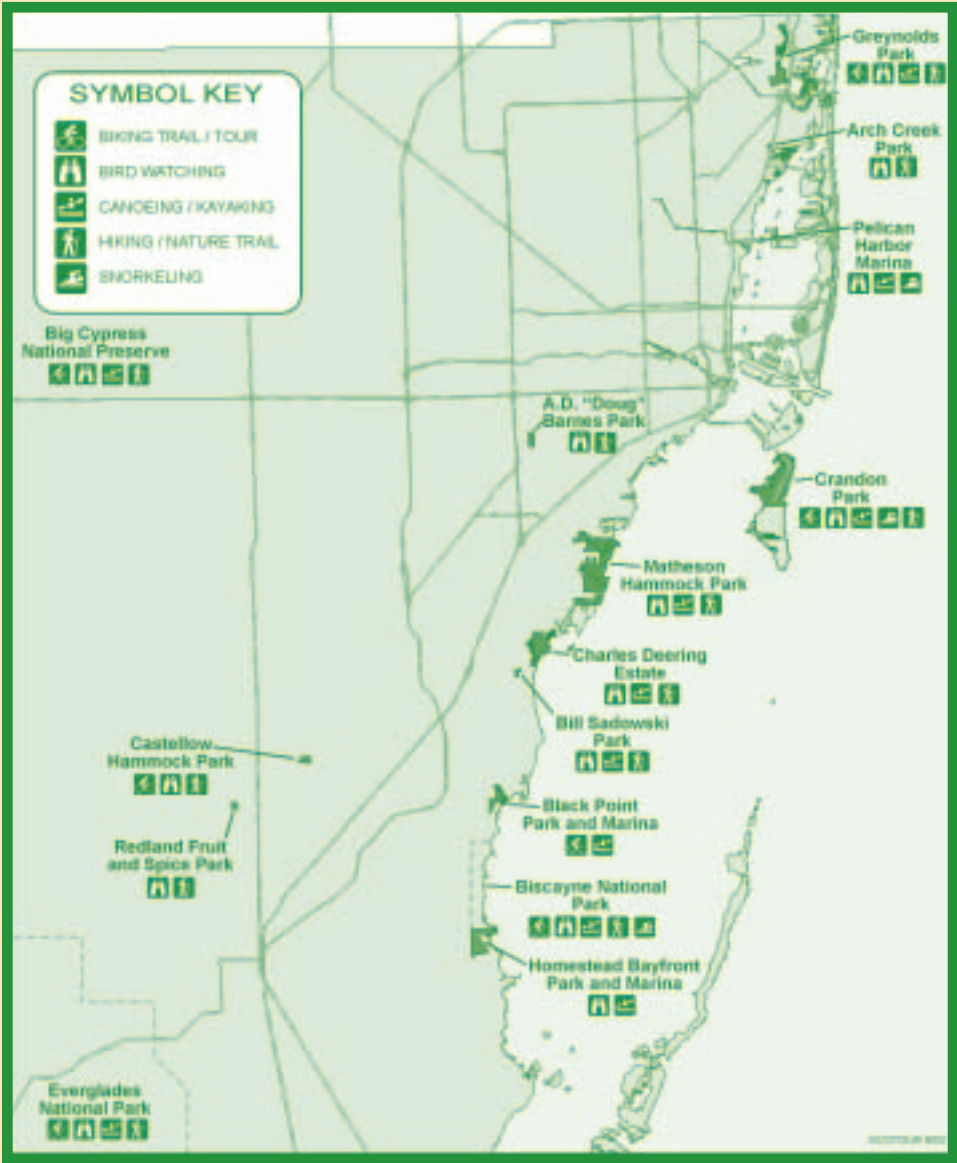 SYMBOL KEY
BIKING TRAIL / TOUR
BIRD WATCHING
CANOEING / KAYAKING
HIKING / NATURE TRAIL
SNORKELING
Greynolds
Park
Arch Creek
Park
Pelican
Harbor
Marina
Big Cypress
National Preserve
A.D. "Doug"
Barnes Park
Crandon
Park
Matheson
Hammock Park
Charles Deering
Estate
Bill Sadowski
Park
Castellow
Hammock Park
Black Point
Park and Marina
Redland Fruit
and Spice Park
Biscayne National
Park
Homestead Bayfront
Park and Marina
Everglades
National Park